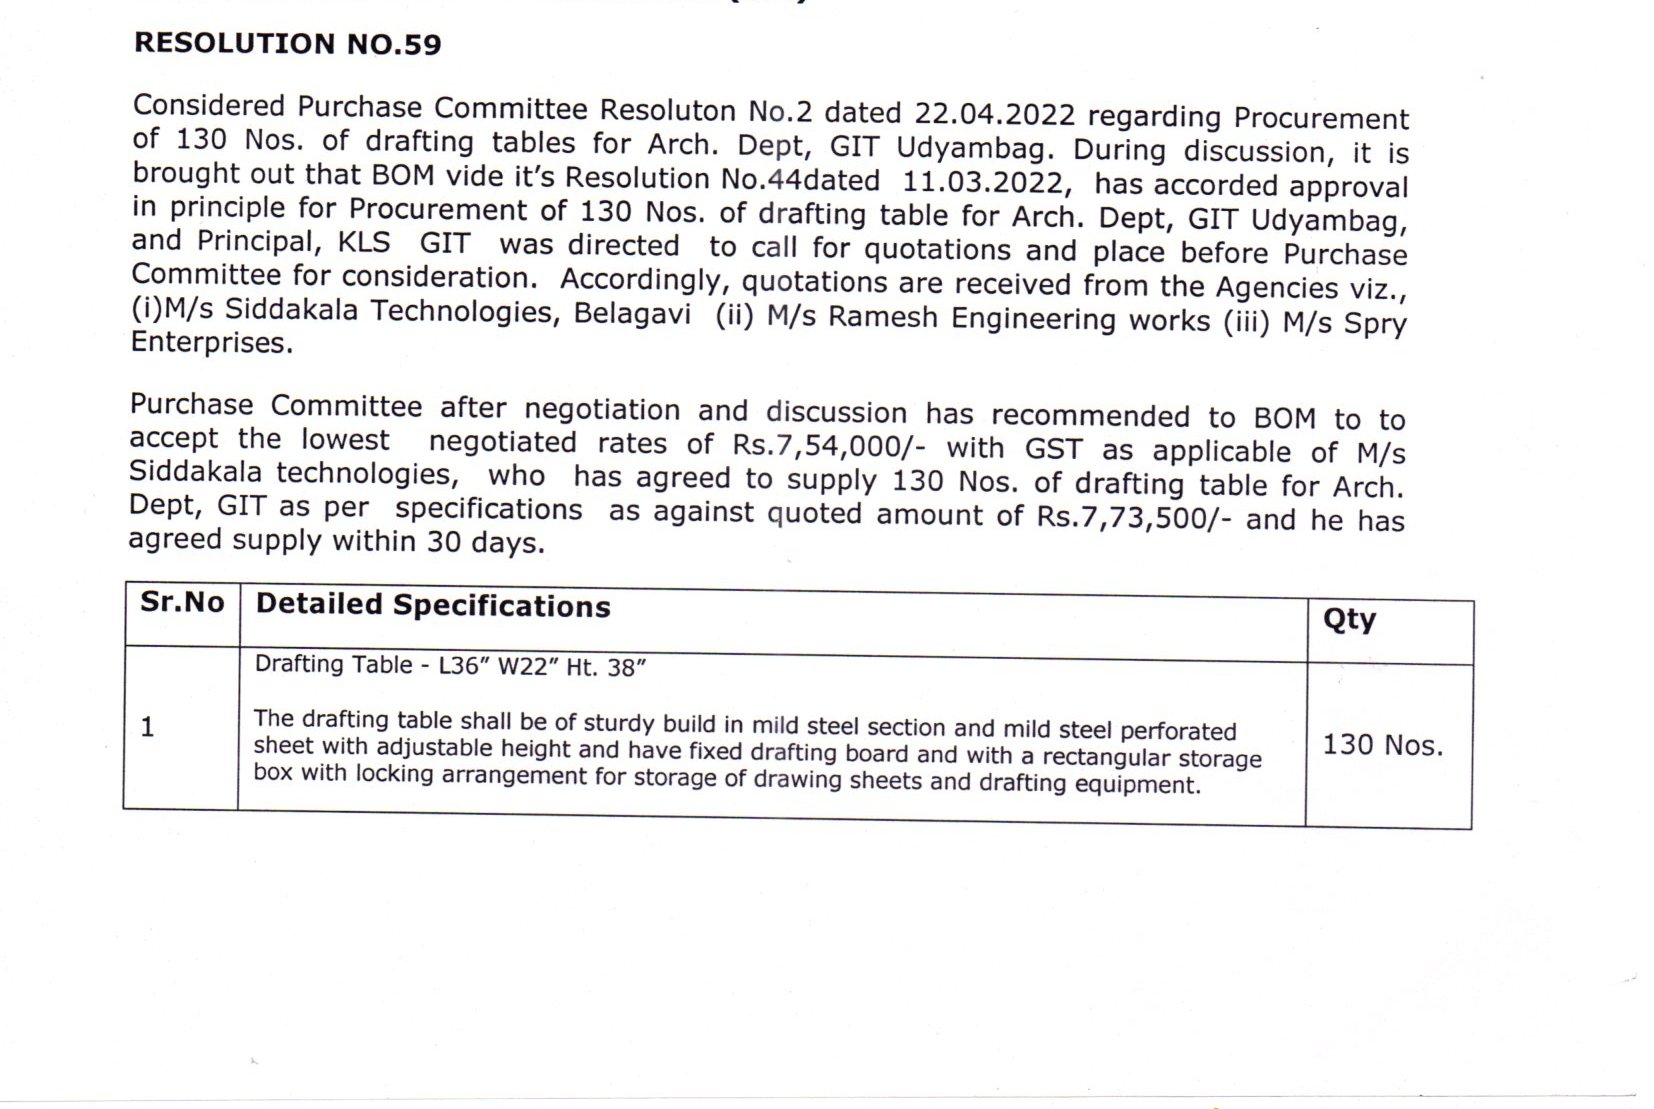 RESOLUTION NO.59
Considered Purchase Committee Resoluton No.2 dated 22.04.2022 regarding Procurement
of 130 Nos. of drafting tables for Arch. Dept, GIT Udyambag. During discussion, it is
brought out that BOM vide it’s Resolution No.44dated 11.03.2022, has accorded approval
in principle for Procurement of 130 Nos. of drafting table for Arch. Dept, GIT Udyambag,
and Principal, KLS GIT was directed to call for quotations and place before Purchase
Committee for consideration. Accordingly, quotations are received from the Agencies viz.,
(i)M/s Siddakala Technologies, Belagavi (ii) M/s Ramesh Engineering works (iii) M/s Spry
Enterprises.
Purchase Committee after negotiation and discussion has recommended to BOM to to
accept the lowest negotiated rates of Rs.7,54,000/- with GST as applicable of M/s
Siddakala technologies, who has agreed to supply 130 Nos. of drafting table for Arch.
Dept, GIT as per specifications as against quoted amount of Rs.7,73,500/- and he has
agreed supply within 30 days.
Sr.No Detailed Specifications Qty
Drafting Table - L36” W22” Ht. 38”
1 The drafting table shall be of sturdy build in mild steel section and mild steel perforated
sheet with adjustable height and have fixed drafting board and with a rectangular storage 130 Nos.
box with locking arrangement for storage of drawing sheets and drafting equipment.